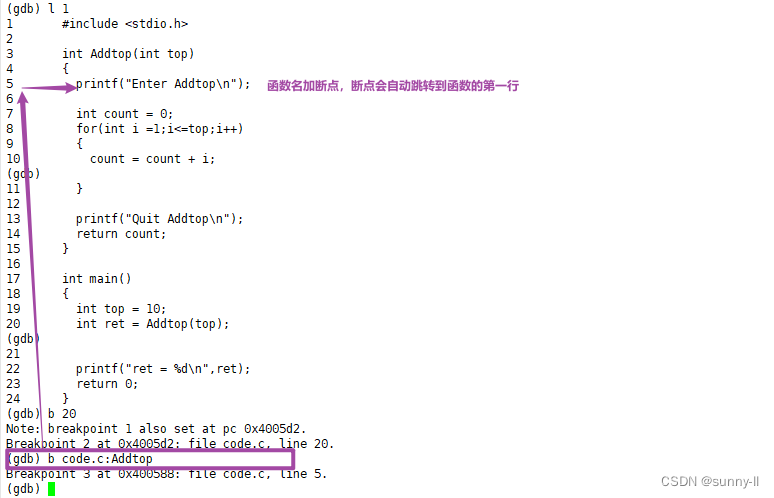 (gdb) l 1
1 #include <stdio.h>
2
3 int Addtop(int top)
4 {
5 printf("Enter Addtop\n"); 函数名加断点，断点会自动跳转到函数的第一行
6
7 int count = 0;
8 for(int i =1;i<=top;i++)
9 {
10 count = count + i;
(gdb)
11 }
12
13 printf("Quit Addtop\n");
14 return count;
15 }
16
17 int main()
18 {
19 int top = 10;
20 int ret = Addtop(top);
(gdb)
21
22 printf("ret = %d\n",ret);
23 return 0;
24 }
(gdb) b 20
Note: breakpoint 1 also set at pc 0x4005d2.
Breakpoint 2 at 0x4005d2: file code.c, line 20.
(gdb) b code.c:Addtop
Breakpoint 3 at 0x400588: file code.c, line 5.
(gdb)
CSDN @sunny-ll